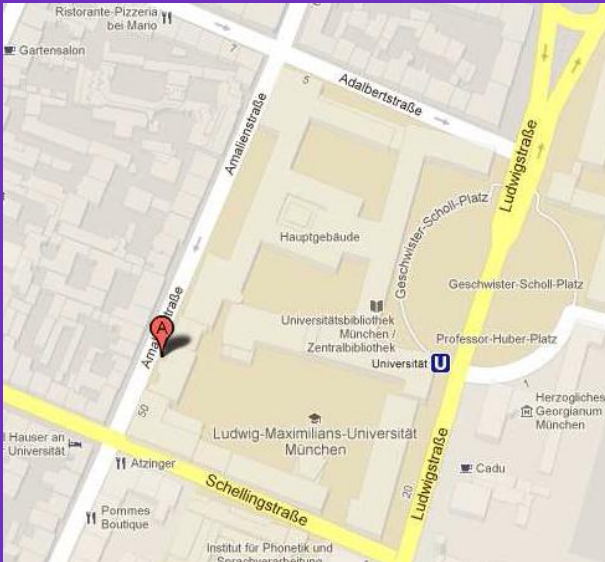 Ristorante-Pizzeria
bei Mario
Gartensalon
7
5
Adalbertstraße
Amalienstraße
Ludwigstraße
Geschwister-Scholl-Platz
Hauptgebäude
Geschwister-Scholl-Platz
Universitätsbibliothek
München /
Zentralbibliothek
Professor-Huber-Platz
Universität U
A
1
Herzogliches
Georgianum
München
50
Ludwig-Maximilians-Universität
München
Hauser an
Universität
Atzinger
Schellingstraße
20
Ludwigstraße
Cadu
Pommes
Boutique
Institut für Phonetik und